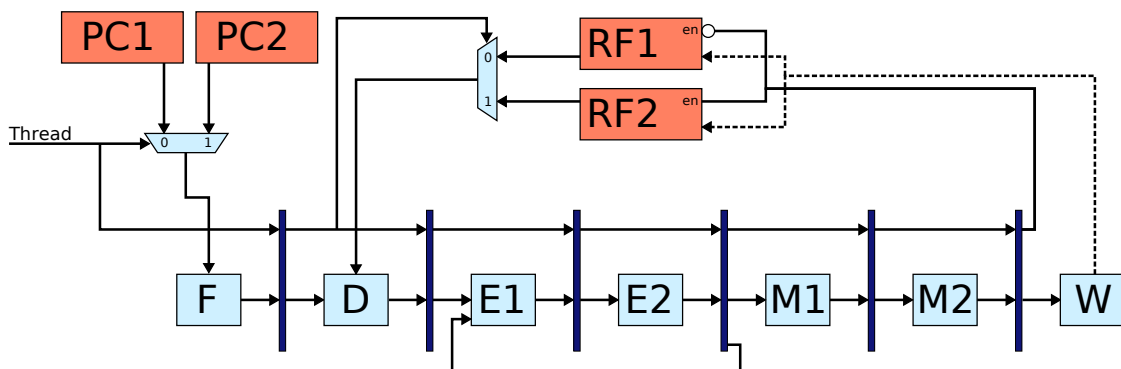 PC1 PC2
RF1 en
0
1
RF2 en
Thread
0 1
F D E1 E2 M1 M2 W